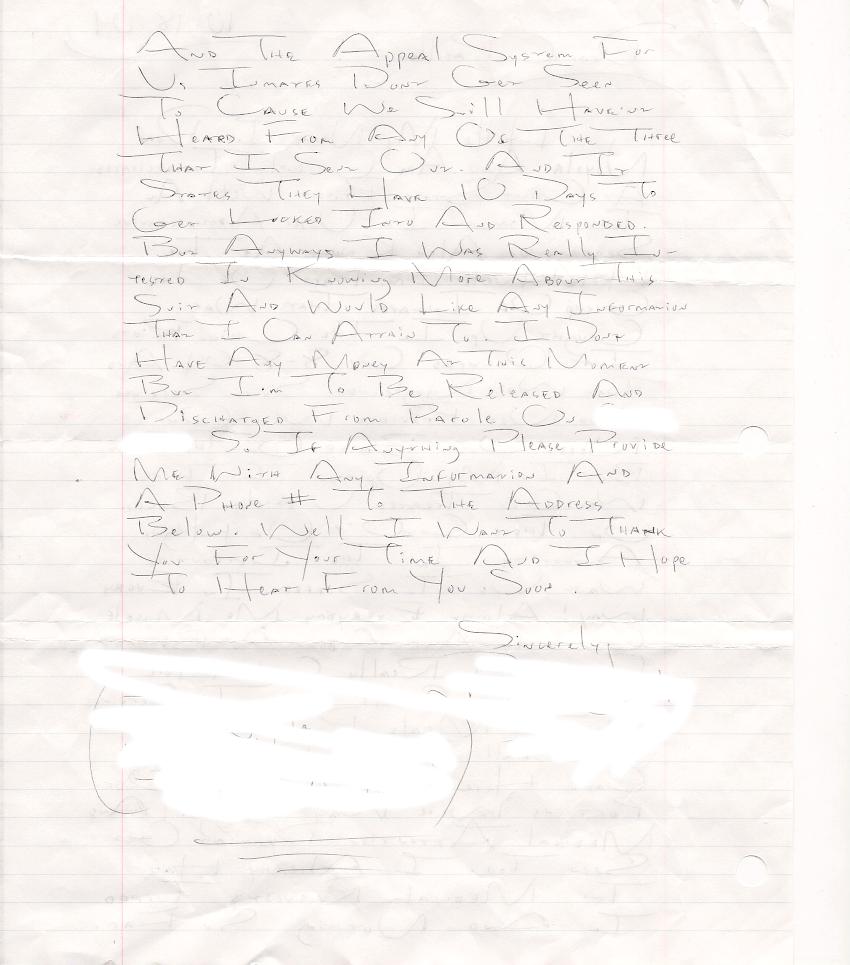 And The Appeal System For
Us Inmates Dont Get Seen
To Cause We Still Have'nt
Heard From Any Of The Three
That I Sent Out. And It
States They Have 10 Days To
Get Looked Into And Responded.
But Anyways I Was Really In-
tested In Knowing More About This
Suit And Would Like Any Information
That I Can Attain To. I Dont
Have Any Money At This Moment
But I'm To Be Released And
Discharged From Parole On
So If Anything Please Provide
Me With Any Information And
A Phone # To The Address
Below. Well I Want To Thank
You For Your Time And I Hope
To Hear From You Soon.
Sincerely,